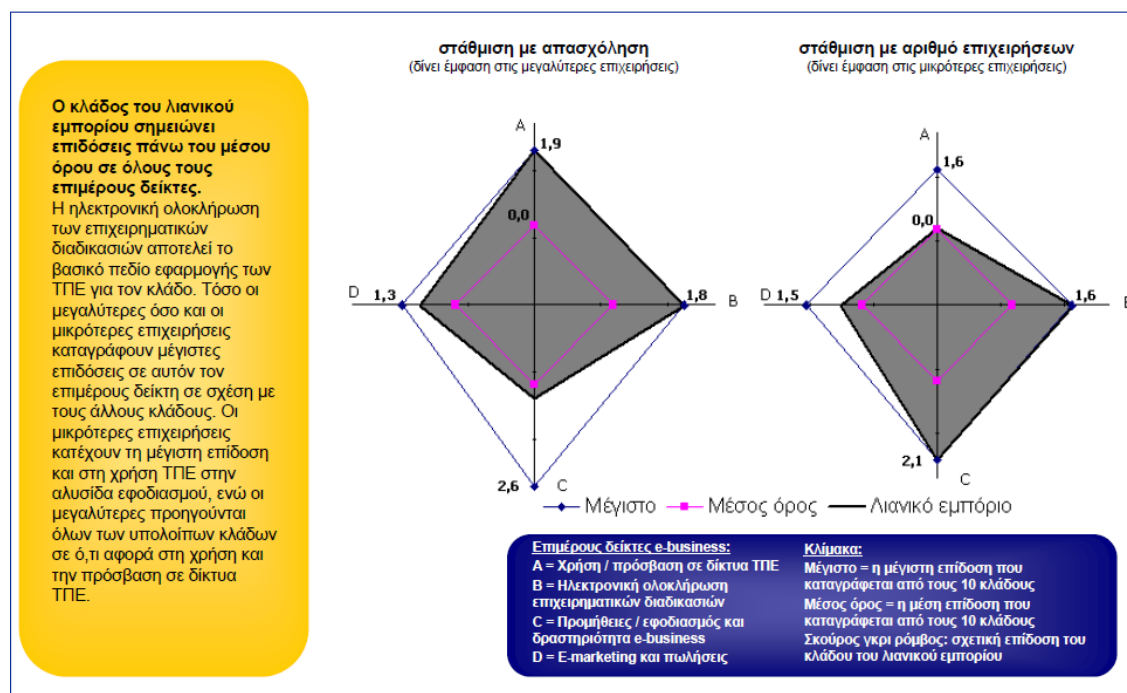 Ο κλάδος του λιανικού
εμπορίου σημειώνει
επιδόσεις πάνω του μέσου
όρου σε όλους τους
επιμέρους δείκτες.
Η ηλεκτρονική ολοκλήρωση
των επιχειρηματικών
διαδικασιών αποτελεί το
βασικό πεδίο εφαρμογής των
ΤΠΕ για τον κλάδο. Τόσο οι
μεγαλύτερες όσο και οι
μικρότερες επιχειρήσεις
καταγράφουν μέγιστες
επιδόσεις σε αυτόν τον
επιμέρους δείκτη σε σχέση με
τους άλλους κλάδους. Οι
μικρότερες επιχειρήσεις
κατέχουν τη μέγιστη επίδοση
και στη χρήση ΤΠΕ στην
αλυσίδα εφοδιασμού, ενώ οι
μεγαλύτερες προηγούνται
όλων των υπολοίπων κλάδων
σε ό,τι αφορά στη χρήση και
την πρόσβαση σε δίκτυα
ΤΠΕ.
στάθμιση με απασχόληση
(δίνει έμφαση στις μεγαλύτερες επιχειρήσεις)
A
1,9
0,0
D 1,3
1,8 B
2,6 C
στάθμιση με αριθμό επιχειρήσεων
(δίνει έμφαση στις μικρότερες επιχειρήσεις)
A
1,6
0,0
D 1,5
1,6 B
2,1
C
Μέγιστο Μέσος όρος Λιανικό εμπόριο
Επιμέρους δείκτες e-business:
A = Χρήση / πρόσβαση σε δίκτυα ΤΠΕ
B = Ηλεκτρονική ολοκλήρωση
επιχειρηματικών διαδικασιών
C = Προμήθειες / εφοδιασμός και
δραστηριότητα e-business
D = E-marketing και πωλήσεις
Κλίμακα:
Μέγιστο = η μέγιστη επίδοση που
καταγράφεται από τους 10 κλάδους
Μέσος όρος = η μέση επίδοση που
καταγράφεται από τους 10 κλάδους
Σκούρος γκρι ρόμβος: σχετική επίδοση του
κλάδου του λιανικού εμπορίου